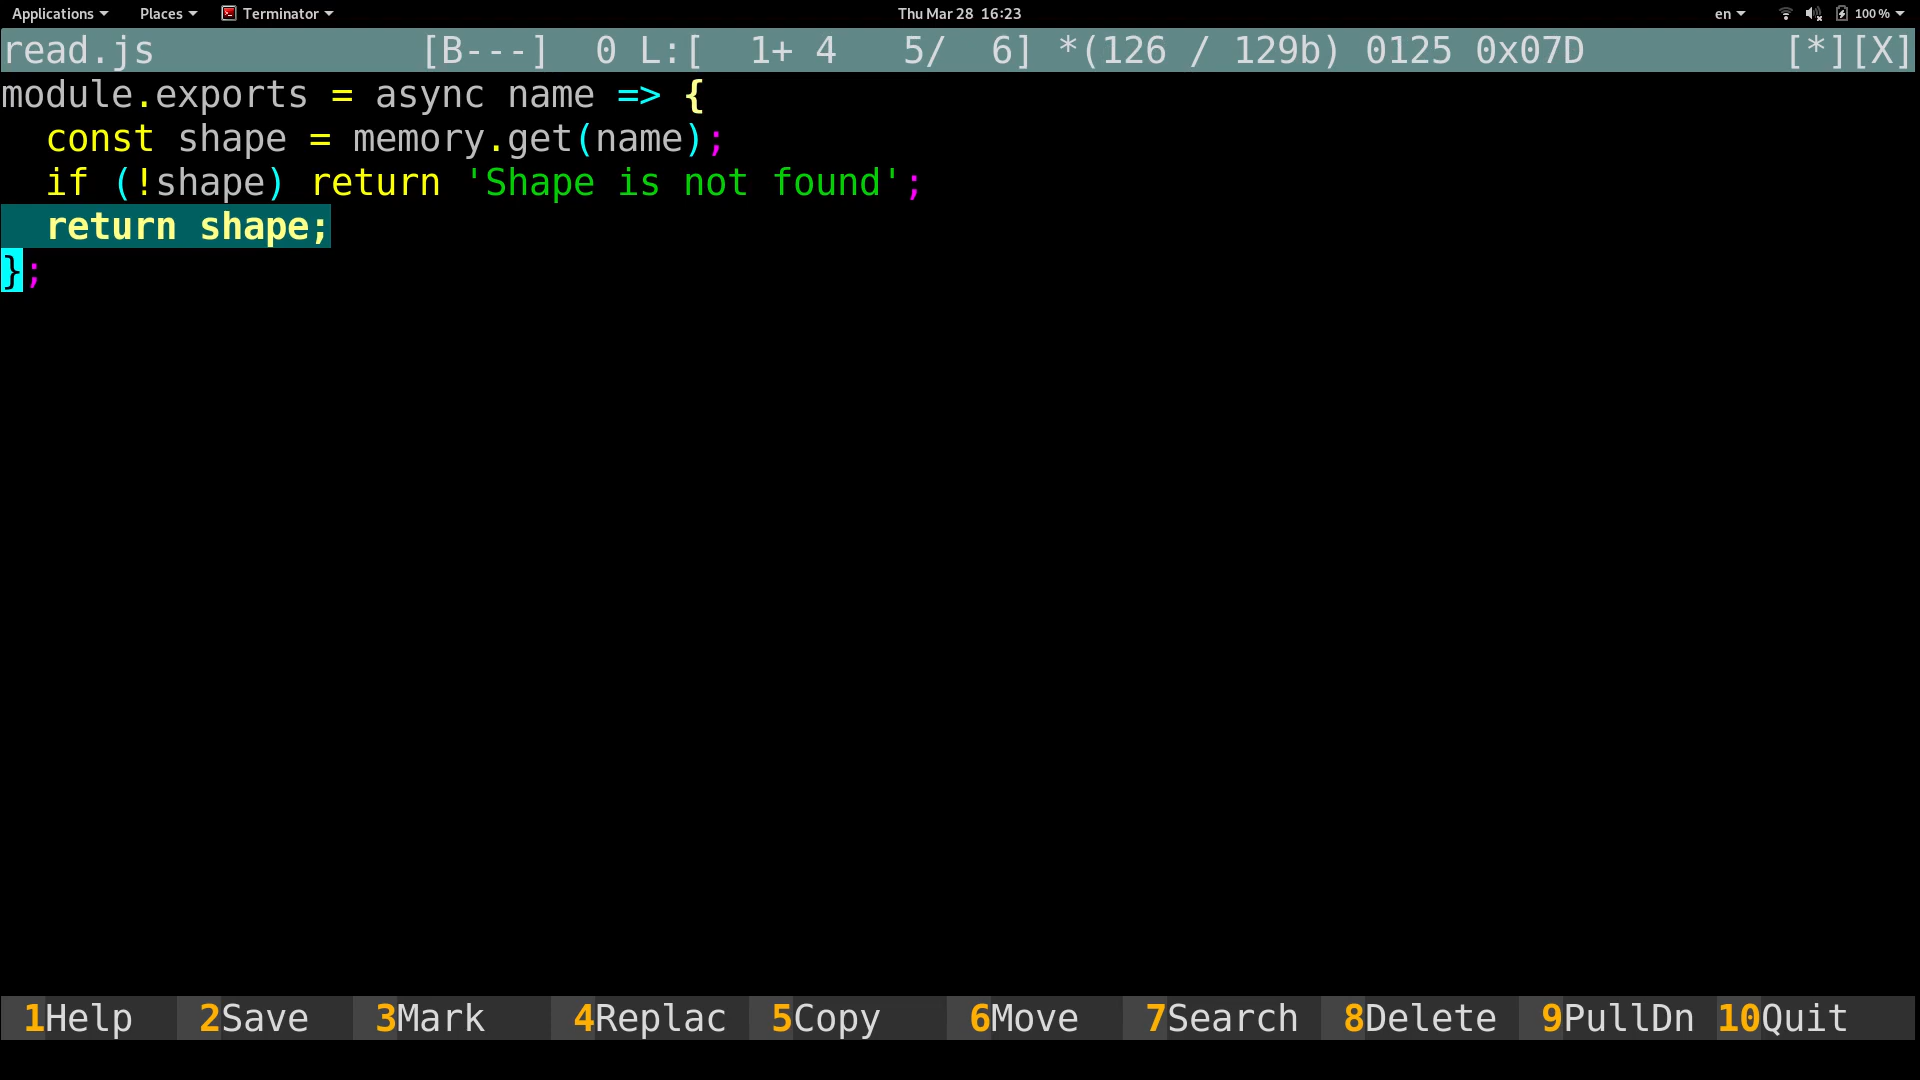 Applications Places Terminator Thu Mar 28 16:23 en 100 %
read.js [B---] 0 L:[ 1+ 4 5/ 6] *(126 / 129b) 0125 0x07D [*][X]
module.exports = async name => {
  const shape = memory.get(name);
  if (!shape) return 'Shape is not found';
  return shape;
};
1Help 2Save 3Mark 4Replac 5Copy 6Move 7Search 8Delete 9PullDn 10Quit